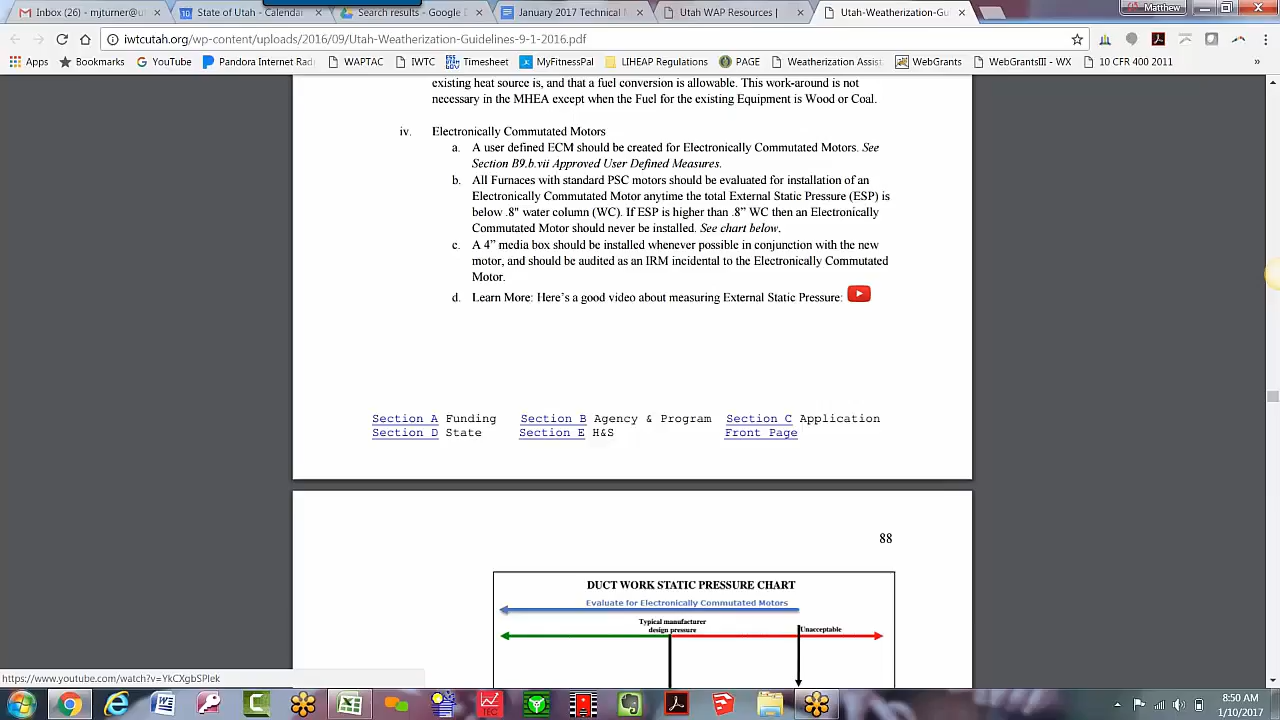 Inbox (26) - mjturner@ut
State of Utah - Calenda
Search results - Google D
January 2017 Technical M
Utah WAP Resources |
Utah-Weatherization-Gu
Matthew
iwtcutah.org/wp-content/uploads/2016/09/Utah-Weatherization-Guidelines-9-1-2016.pdf
Apps
Bookmarks
YouTube
Pandora Internet Rad
WAPTAC
IWTC
Timesheet
MyFitnessPal
LIHEAP Regulations
PAGE
Weatherization Assist
WebGrants
WebGrantsIII - WX
10 CFR 400 2011
»
existing heat source is, and that a fuel conversion is allowable. This work-around is not
necessary in the MHEA except when the Fuel for the existing Equipment is Wood or Coal.
iv. Electronically Commutated Motors
a. A user defined ECM should be created for Electronically Commutated Motors. See
Section B9.b.vii Approved User Defined Measures.
b. All Furnaces with standard PSC motors should be evaluated for installation of an
Electronically Commutated Motor anytime the total External Static Pressure (ESP) is
below .8" water column (WC). If ESP is higher than .8” WC then an Electronically
Commutated Motor should never be installed. See chart below.
c. A 4” media box should be installed whenever possible in conjunction with the new
motor, and should be audited as an IRM incidental to the Electronically Commutated
Motor.
d. Learn More: Here’s a good video about measuring External Static Pressure:
Section A Funding Section B Agency & Program Section C Application
Section D State Section E H&S Front Page
88
DUCT WORK STATIC PRESSURE CHART
Evaluate for Electronically Commutated Motors
Typical manufacturer
design pressure
Unacceptable
https://www.youtube.com/watch?v=YkCXgbSPlek
8:50 AM
1/10/2017